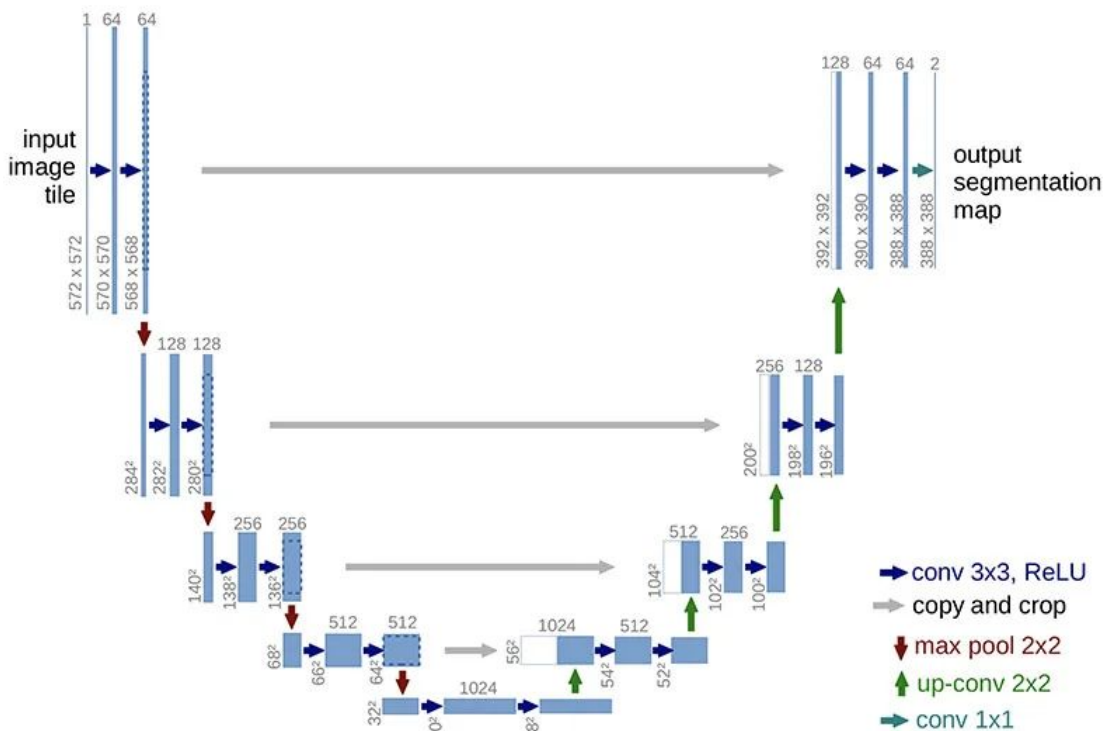 1 64 64
input
image
tile
572 x 572
570 x 570
568 x 568
128 64 64 2
output
segmentation
map
392 x 392
390 x 390
388 x 388
388 x 388
128 128
284²
282²
280²
256 128
200²
198²
196²
256 256
140²
138²
136²
512 256
104²
102²
100²
512 512
68²
66²
64²
1024 512
56²
54²
52²
1024
32²
0²
8²
conv 3x3, ReLU
copy and crop
max pool 2x2
up-conv 2x2
conv 1x1